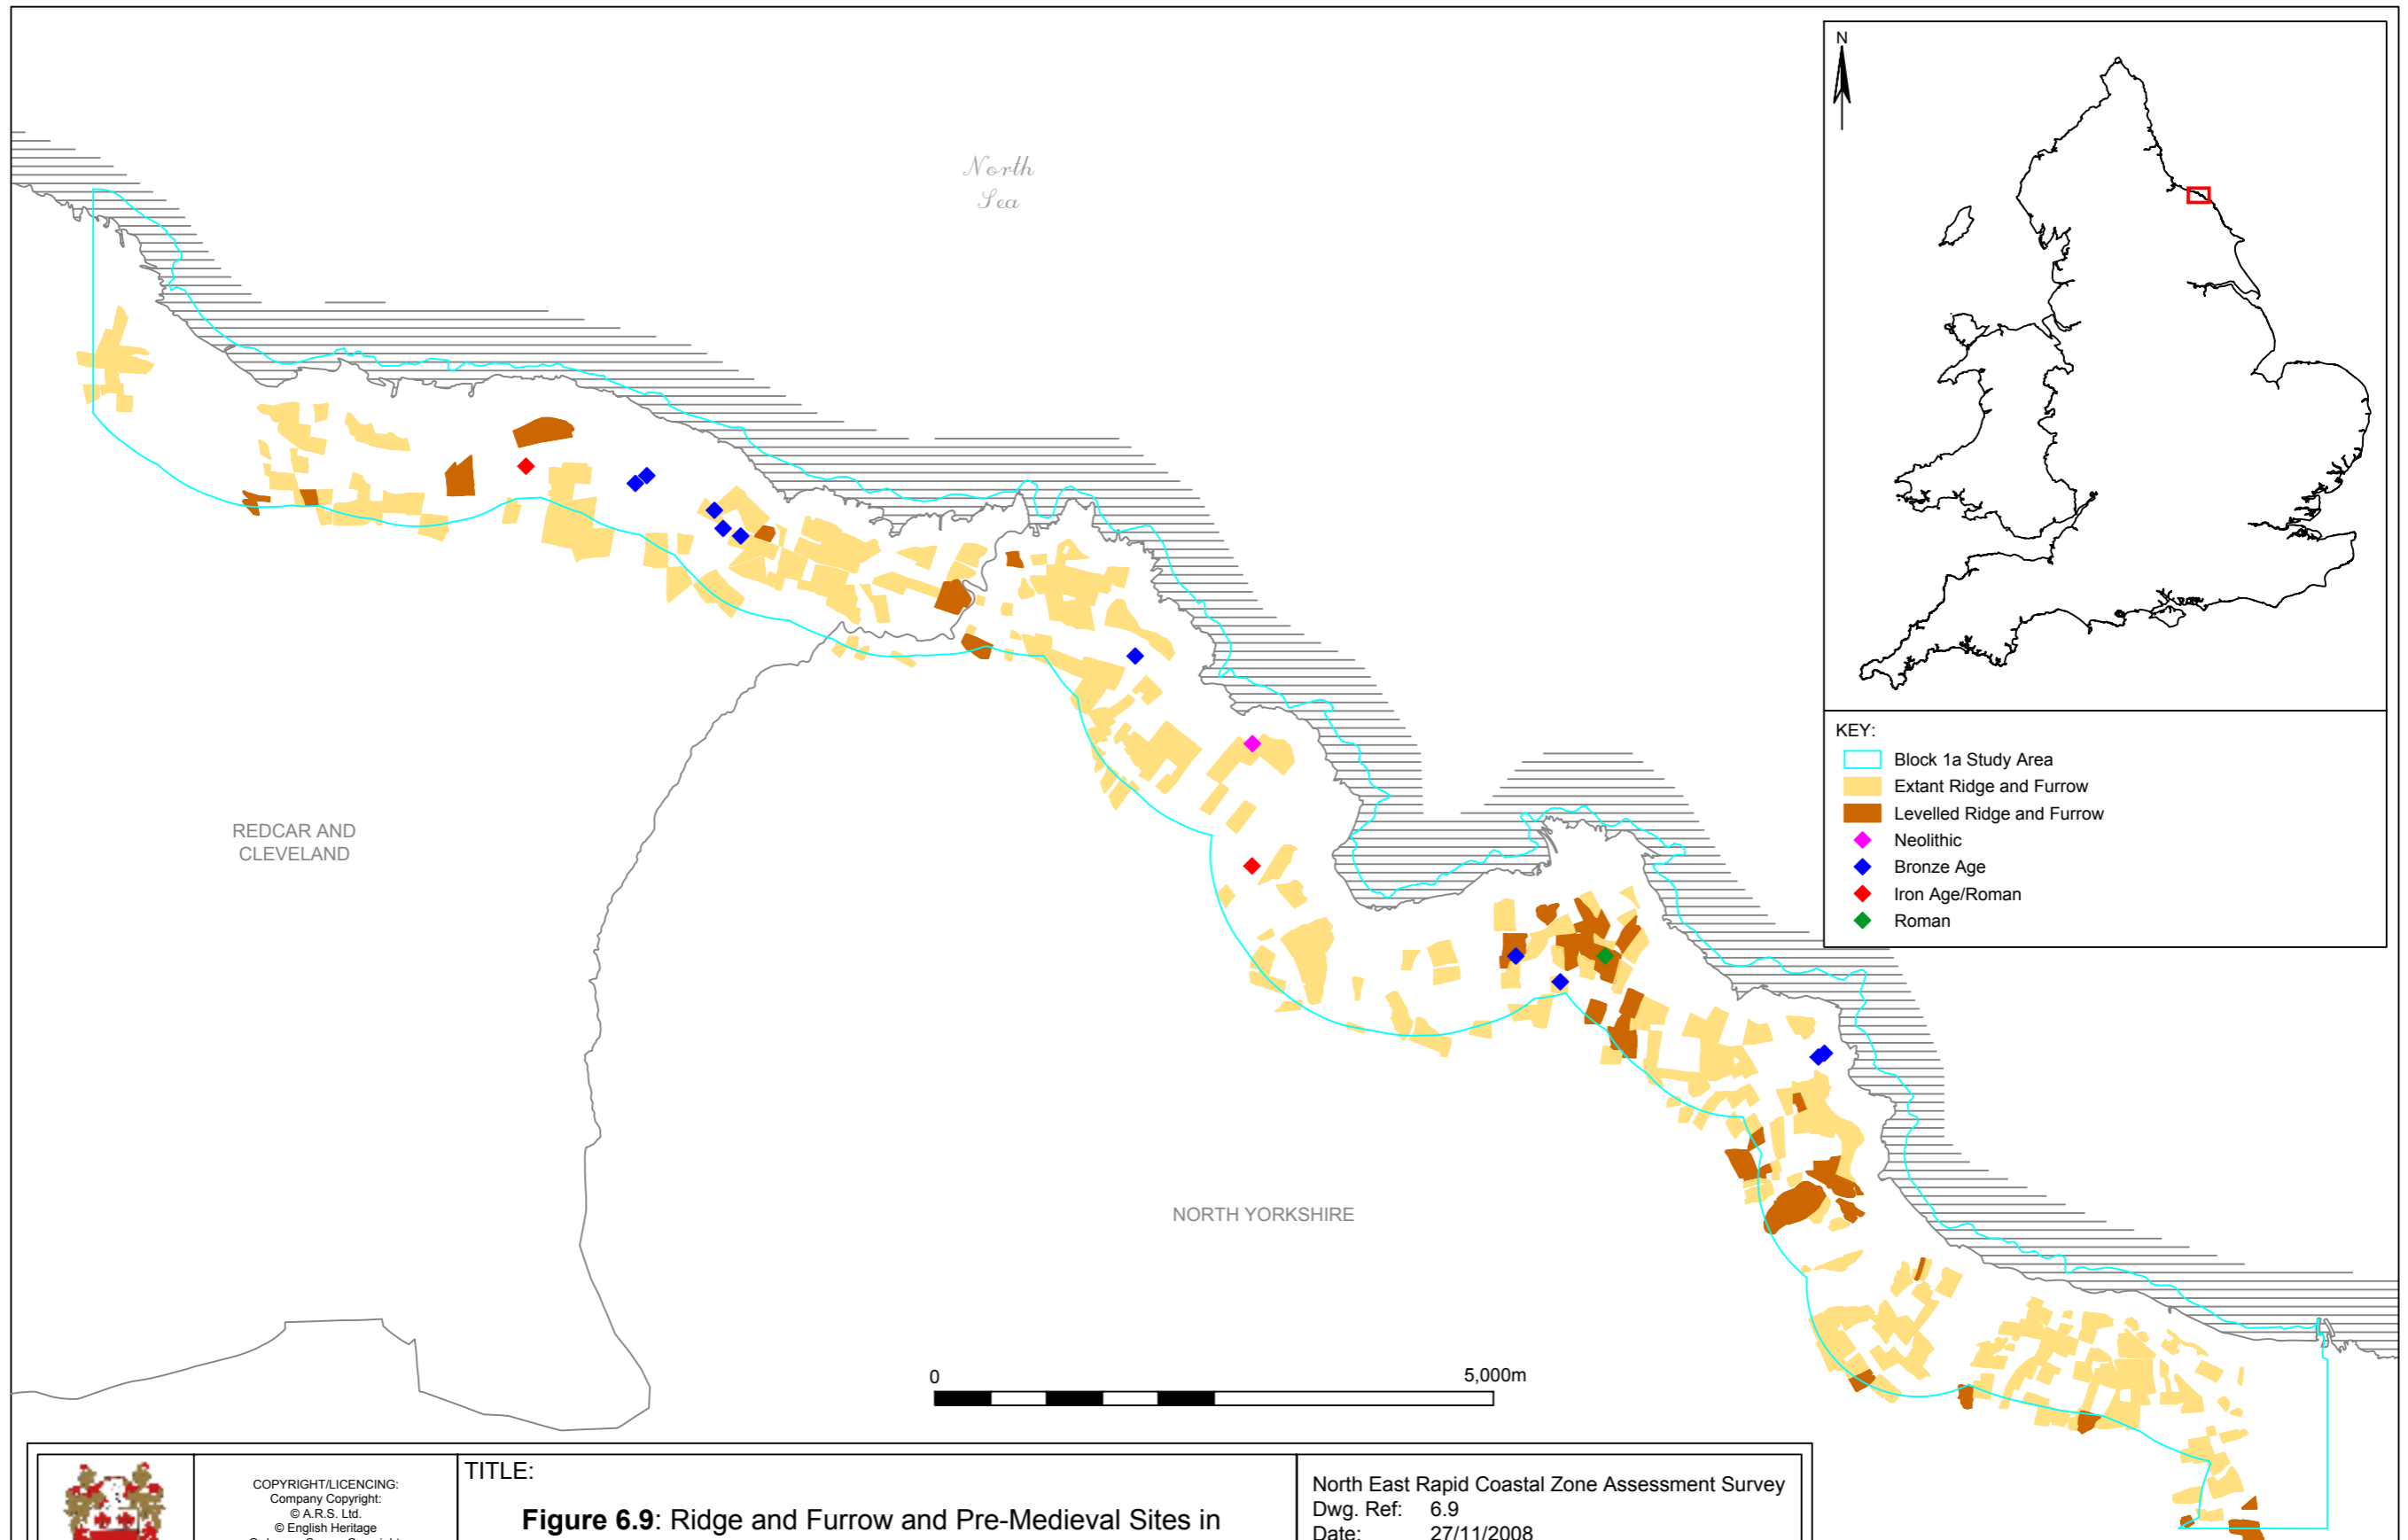 North
Sea
N
KEY:
Block 1a Study Area
Extant Ridge and Furrow
Levelled Ridge and Furrow
Neolithic
Bronze Age
Iron Age/Roman
Roman
REDCAR AND
CLEVELAND
NORTH YORKSHIRE
0 5,000m
COPYRIGHT/LICENCING:
Company Copyright:
© A.R.S. Ltd.
© English Heritage
TITLE:
Figure 6.9: Ridge and Furrow and Pre-Medieval Sites in
North East Rapid Coastal Zone Assessment Survey
Dwg. Ref: 6.9
Date: 27/11/2008